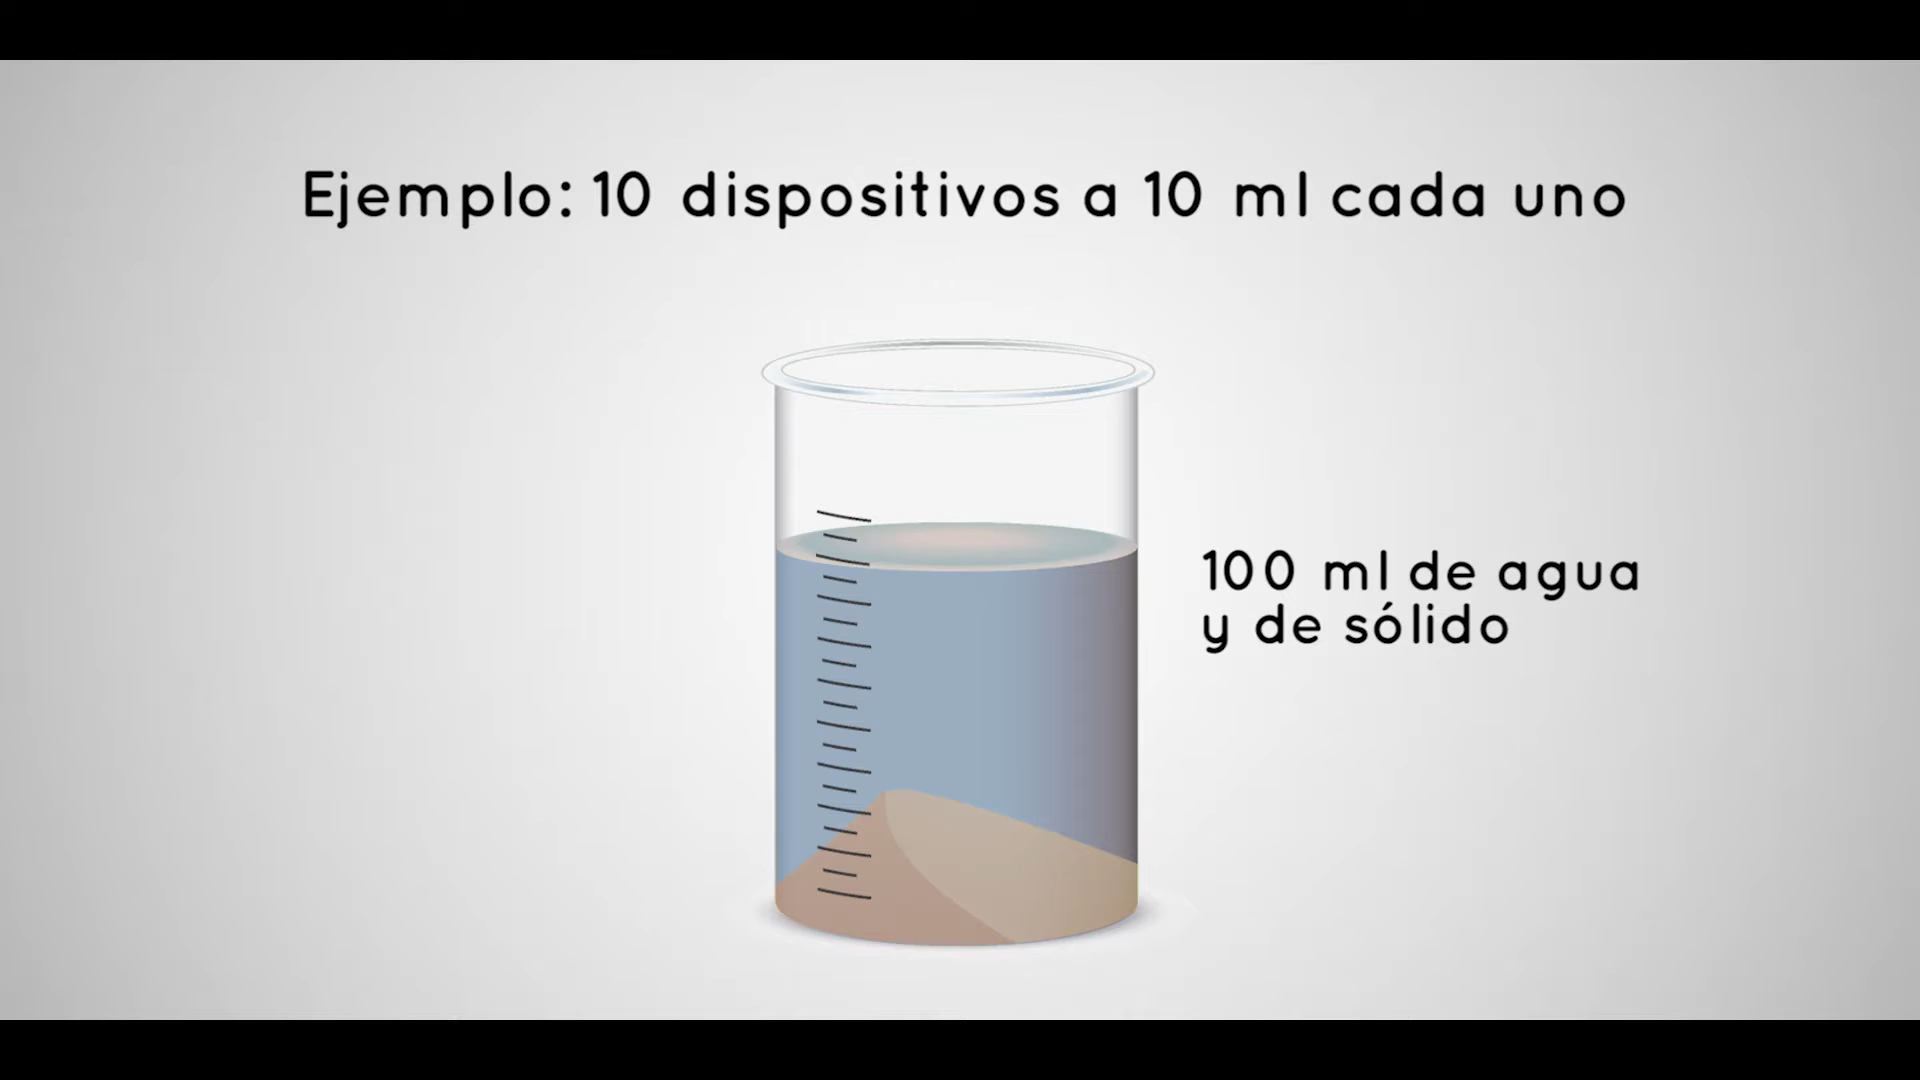 Ejemplo: 10 dispositivos a 10 ml cada uno
100 ml de agua
y de sólido